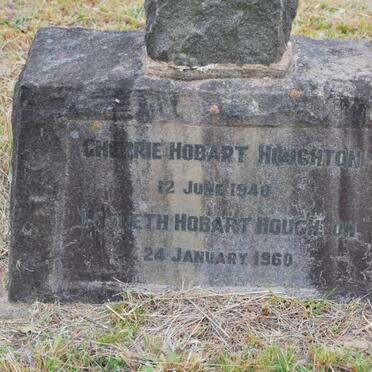 CHERRIE HOBART HOUGHTON
12 JUNE 1940
HOBART HOUGHTON
24 JANUARY 1960